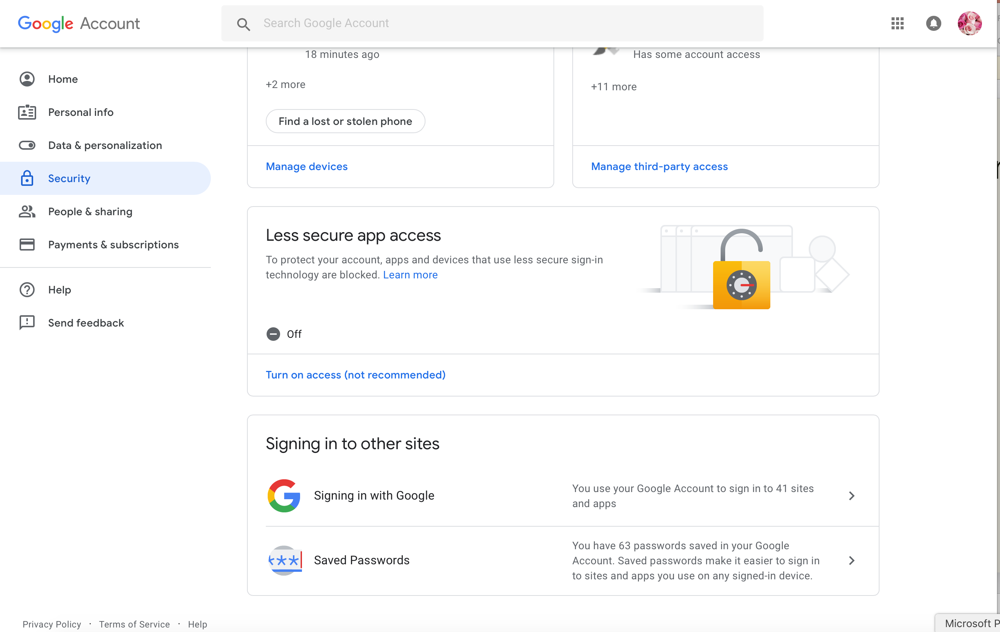 Google Account
Search Google Account
Home
Personal info
Data & personalization
Security
People & sharing
Payments & subscriptions
Help
Send feedback
18 minutes ago
+2 more
Find a lost or stolen phone
Manage devices
Has some account access
+11 more
Manage third-party access
Less secure app access
To protect your account, apps and devices that use less secure sign-in
technology are blocked. Learn more
Off
Turn on access (not recommended)
Signing in to other sites
Signing in with Google
You use your Google Account to sign in to 41 sites
and apps
***
Saved Passwords
You have 63 passwords saved in your Google
Account. Saved passwords make it easier to sign in
to sites and apps you use on any signed-in device.
Privacy Policy · Terms of Service · Help
Microsoft P